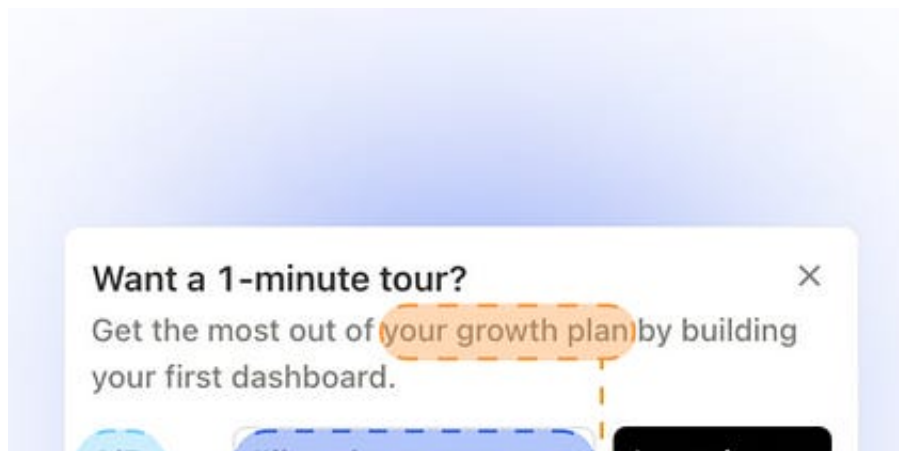 Want a 1-minute tour?
Get the most out of your growth plan by building
your first dashboard.